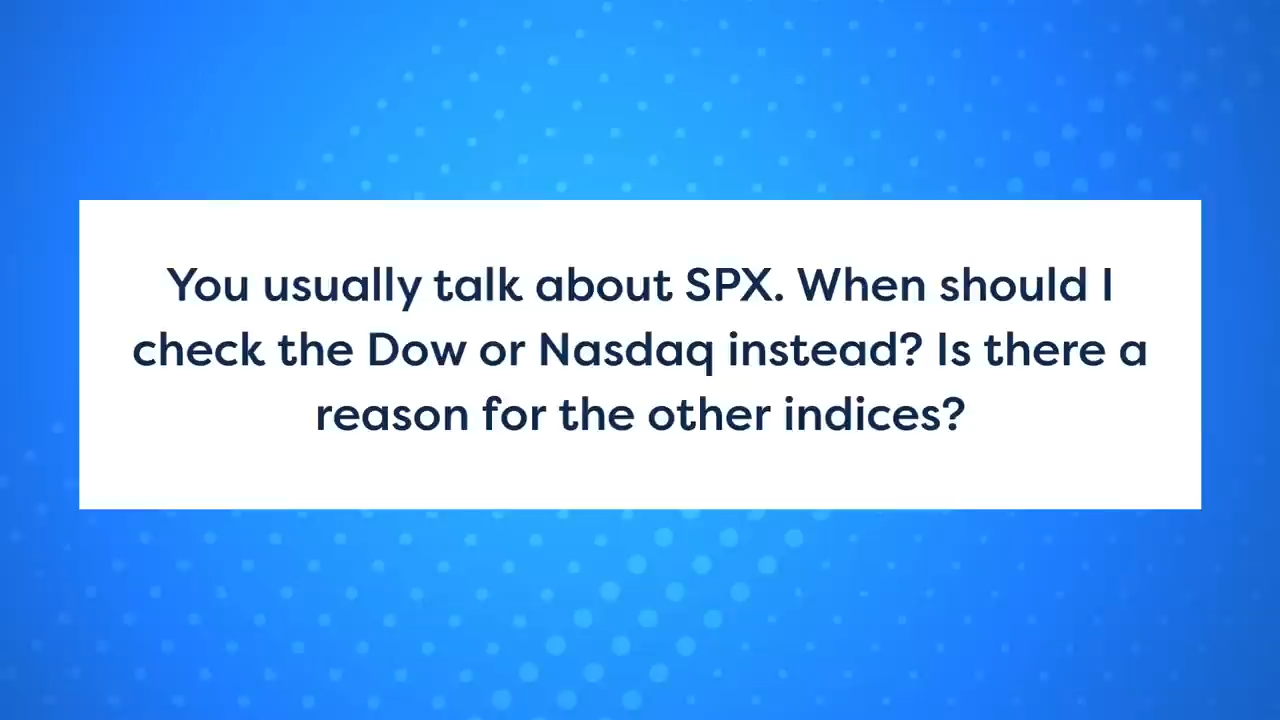 You usually talk about SPX. When should I
check the Dow or Nasdaq instead? Is there a
reason for the other indices?